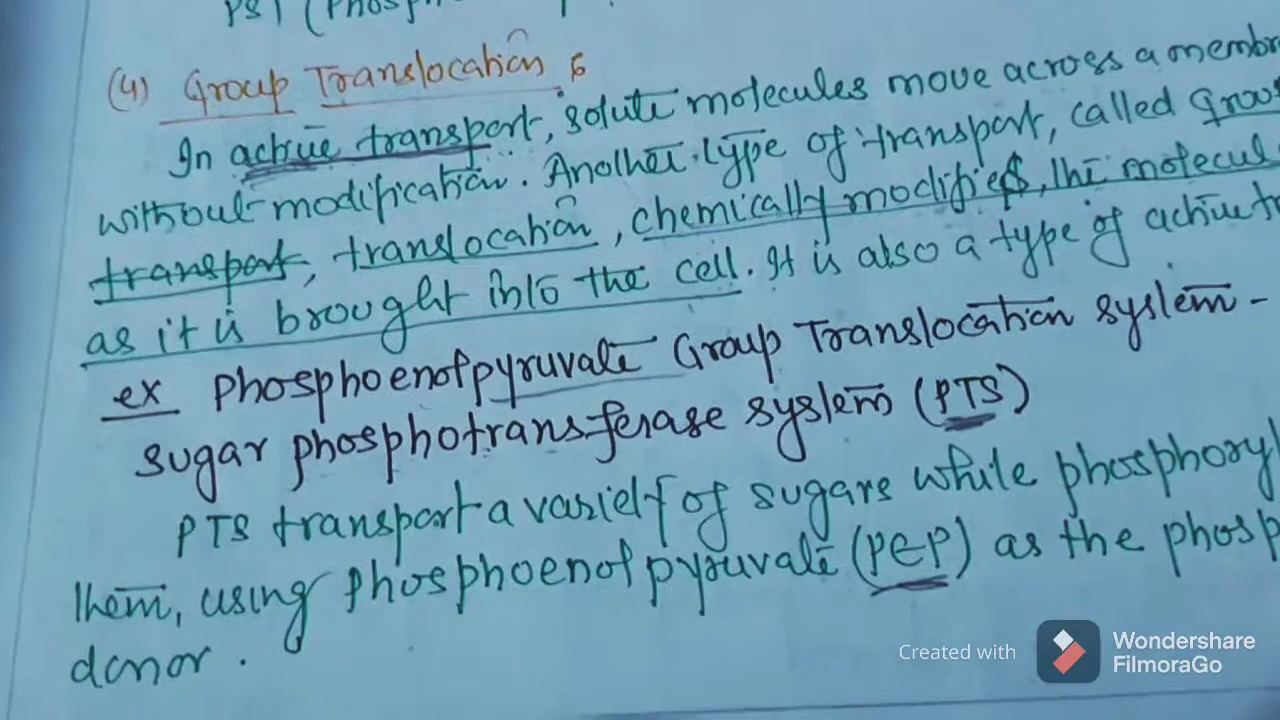 PST (Phosph
(4) Group Translocation :
In active transport, solute molecules move across a membr
without modification. Another type of transport, called Grou
transport, translocation, chemically modifies, the molecul
as it is brought into the cell. It is also a type of active tr
ex Phosphoenolpyruvate Group Translocation system -
sugar phosphotransferase system (PTS)
PTS transport a variety of sugars while phosphoryl
them, using phosphoenolpyruvate (PEP) as the phosp
donor.
Created with Wondershare FilmoraGo